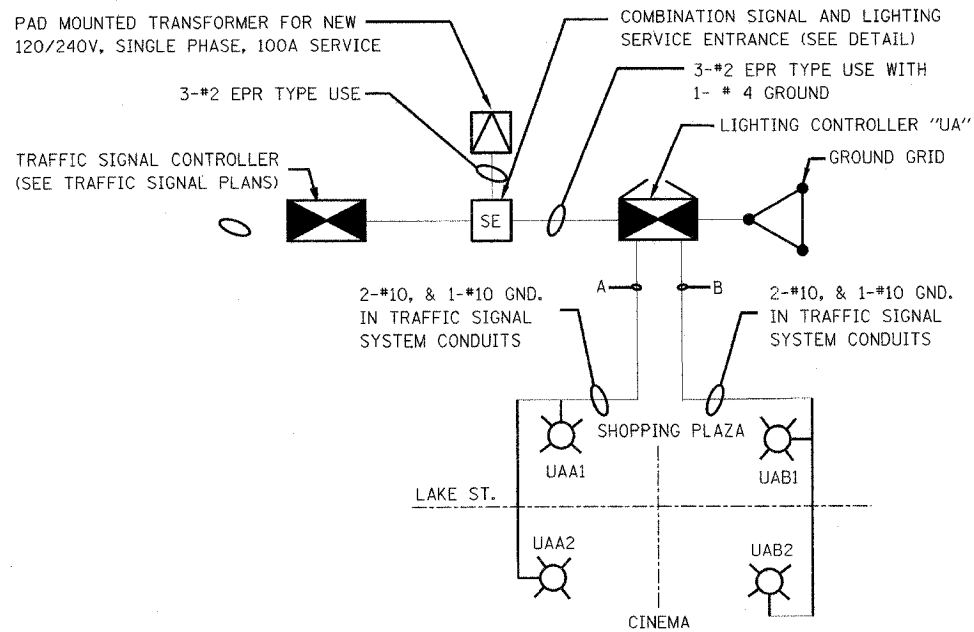 PAD MOUNTED TRANSFORMER FOR NEW
120/240V, SINGLE PHASE, 100A SERVICE
COMBINATION SIGNAL AND LIGHTING
SERVICE ENTRANCE (SEE DETAIL)
3-#2 EPR TYPE USE
3-#2 EPR TYPE USE WITH
1- # 4 GROUND
LIGHTING CONTROLLER "UA"
TRAFFIC SIGNAL CONTROLLER
(SEE TRAFFIC SIGNAL PLANS)
GROUND GRID
SE
A
B
2-#10, & 1-#10 GND.
IN TRAFFIC SIGNAL
SYSTEM CONDUITS
2-#10, & 1-#10 GND.
IN TRAFFIC SIGNAL
SYSTEM CONDUITS
SHOPPING PLAZA
UAA1
UAB1
LAKE ST.
UAA2
UAB2
CINEMA